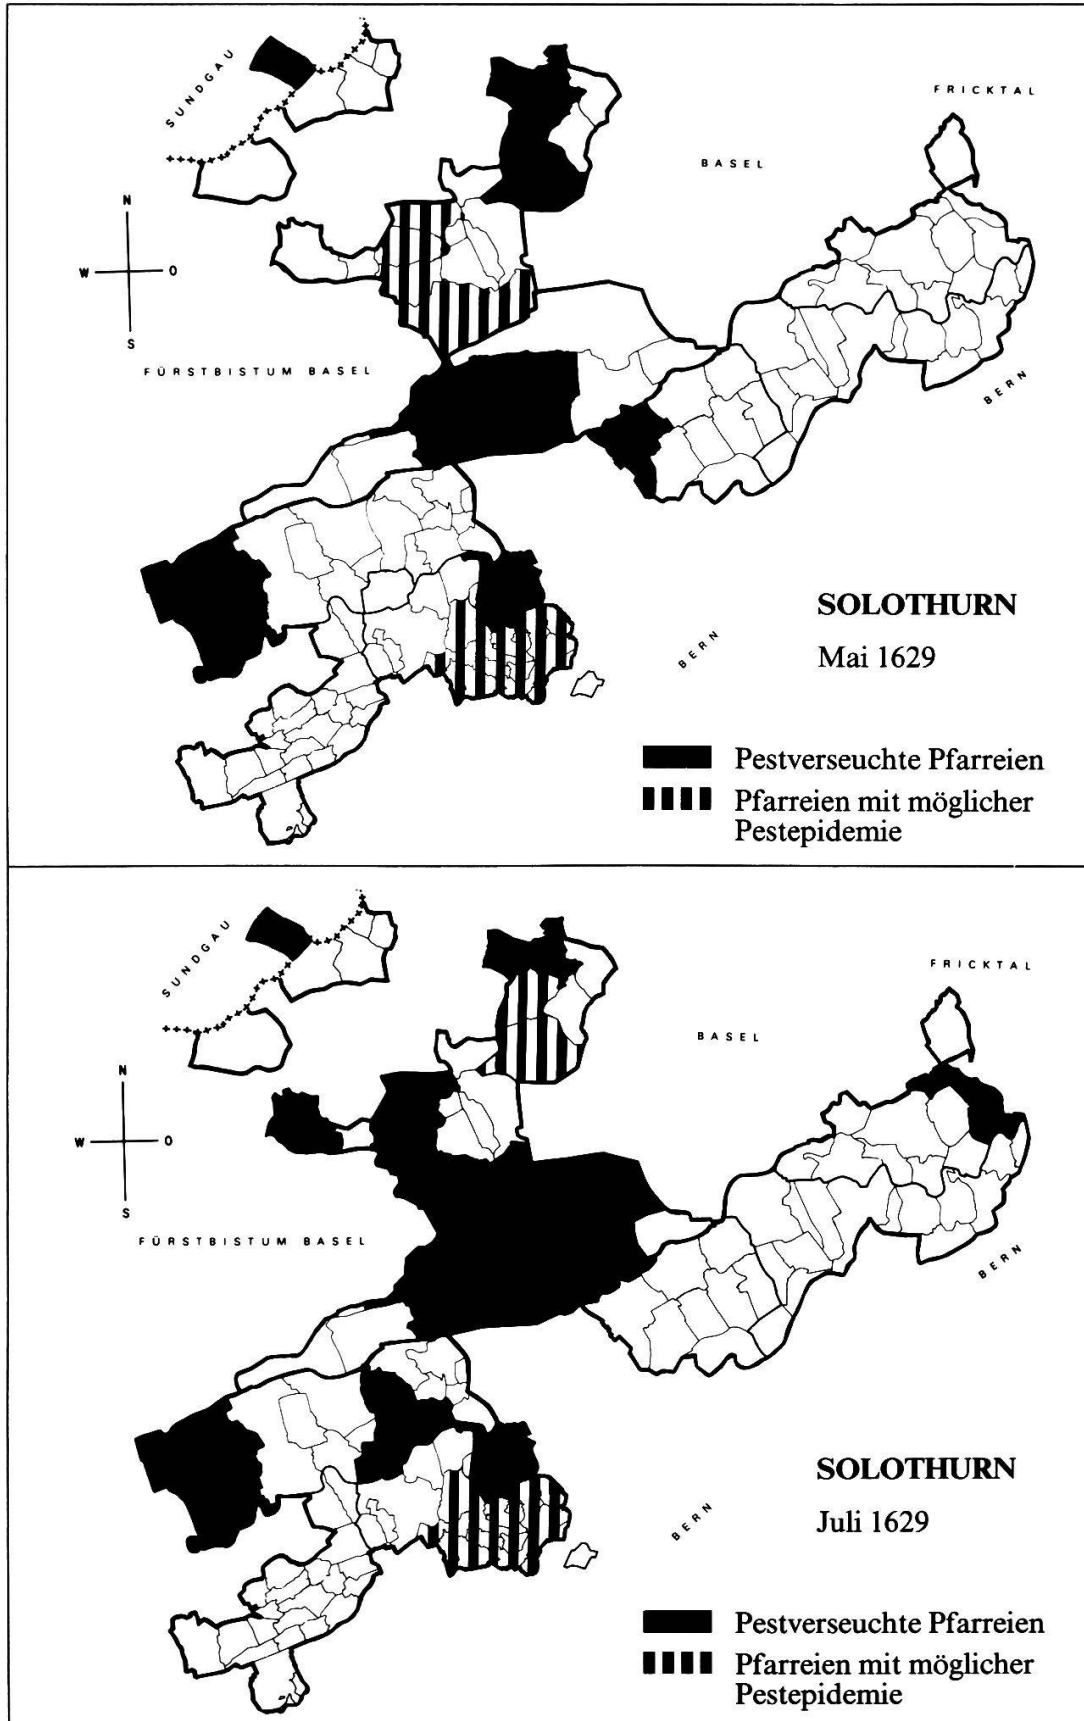 SUNDGAU
FRICKTAL
BASEL
N
W O
S
FÜRSTBISTUM BASEL
BERN
SOLOTHURN
BERN
Mai 1629
Pestverseuchte Pfarreien
Pfarreien mit möglicher
Pestepidemie
SUNDGAU
FRICKTAL
BASEL
N
W O
S
FÜRSTBISTUM BASEL
BERN
SOLOTHURN
BERN
Juli 1629
Pestverseuchte Pfarreien
Pfarreien mit möglicher
Pestepidemie